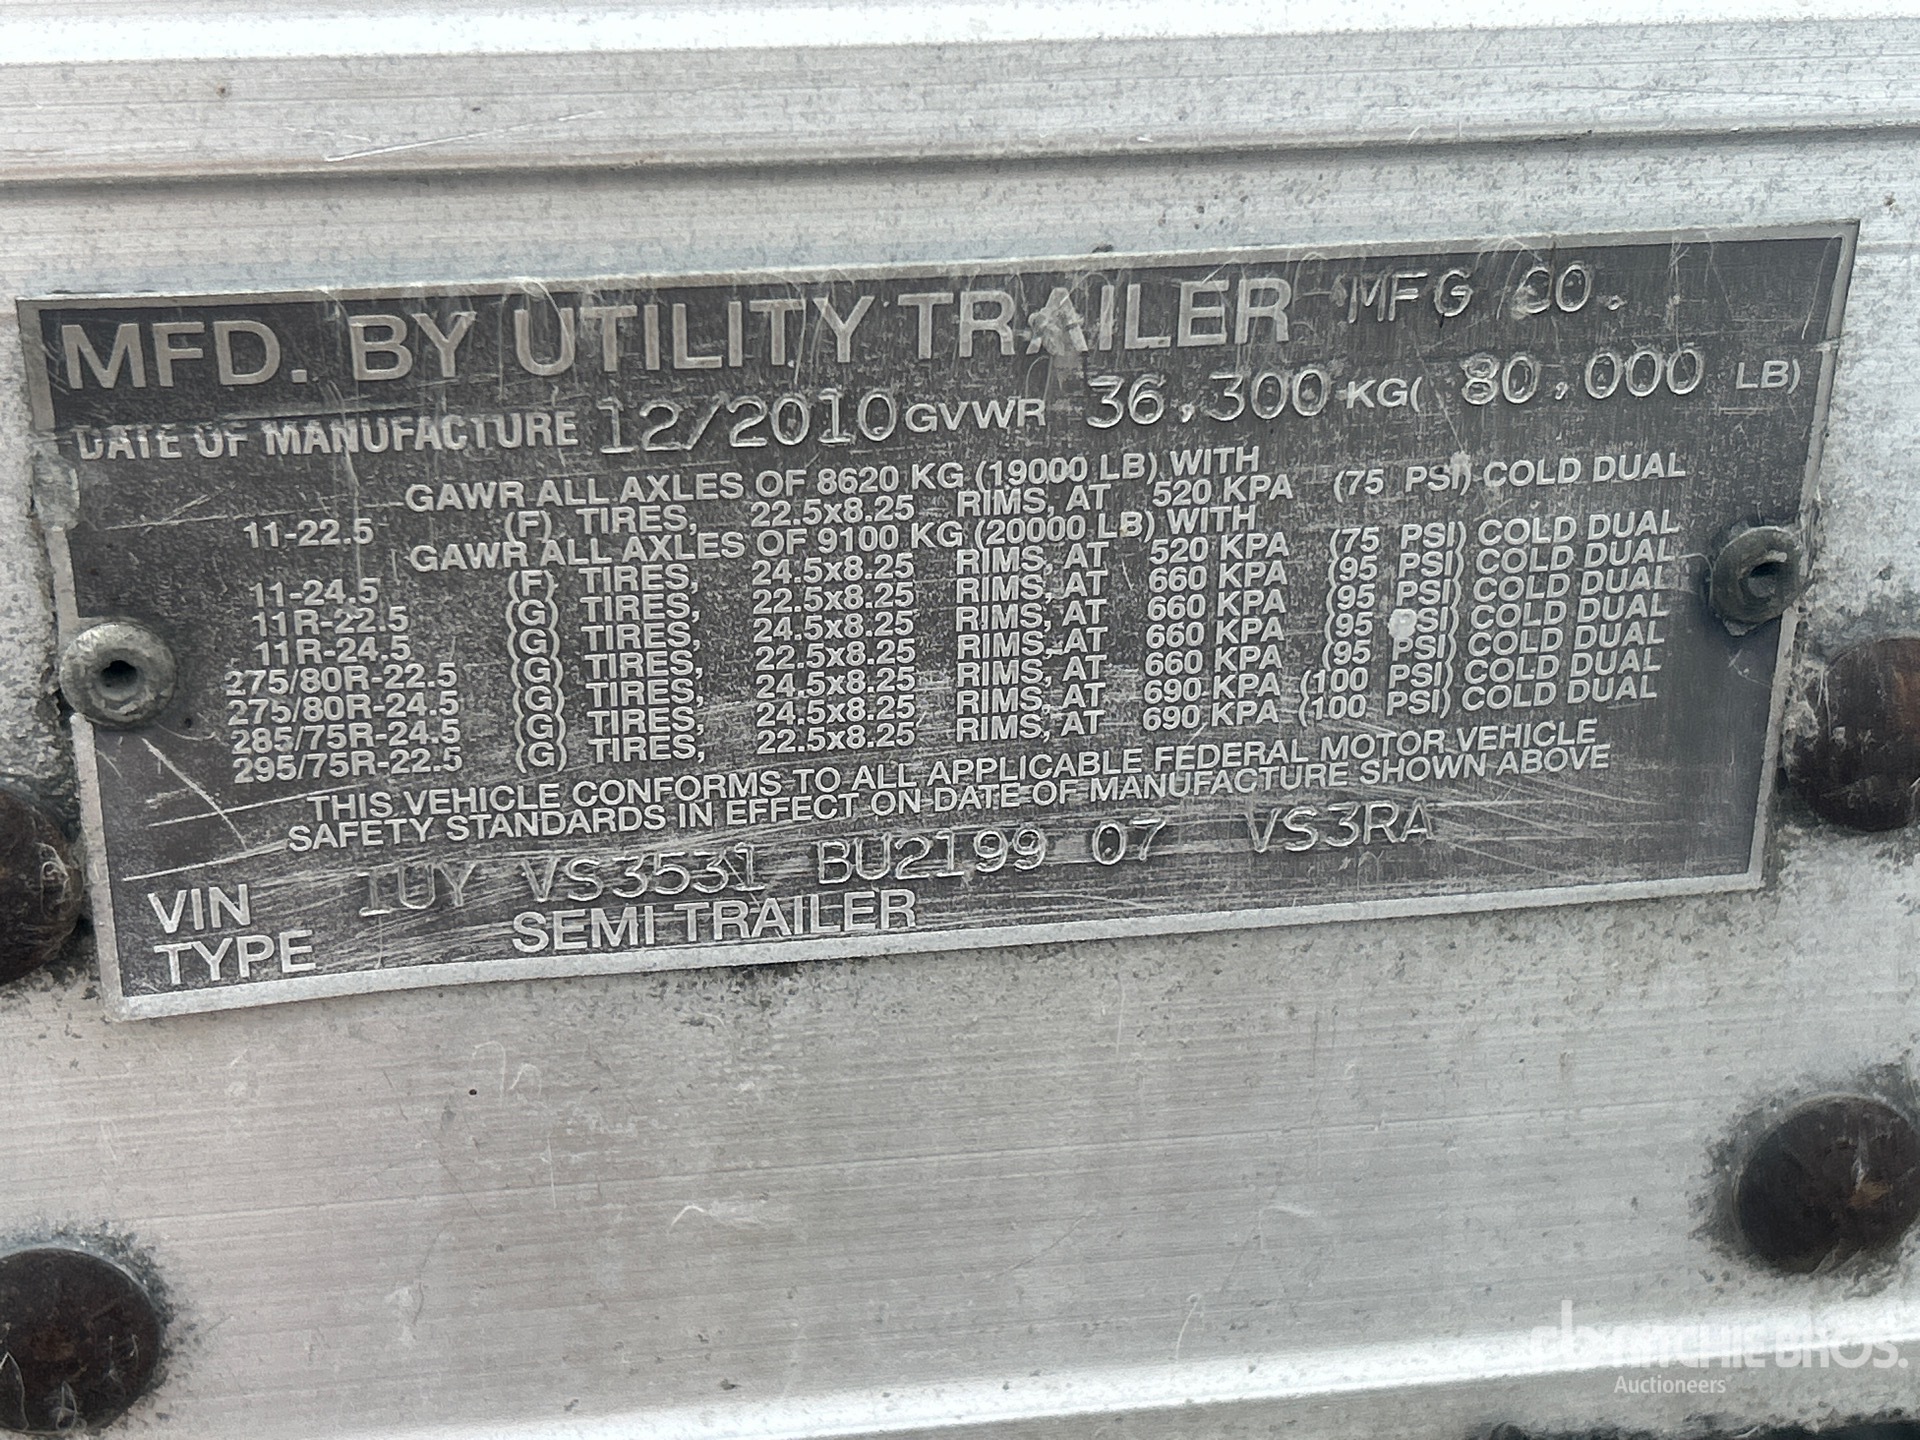 MFD. BY UTILITY TRAILER MFG CO.
DATE OF MANUFACTURE 12/2010 GVWR 36,300 KG( 80,000 LB)
GAWR ALL AXLES OF 8620 KG (19000 LB) WITH
11-22.5 (F) TIRES, 22.5x8.25 RIMS, AT 520 KPA (75 PSI) COLD DUAL
GAWR ALL AXLES OF 9100 KG (20000 LB) WITH
11-24.5 (F) TIRES, 24.5x8.25 RIMS, AT 520 KPA (75 PSI) COLD DUAL
11R-22.5 (G) TIRES, 22.5x8.25 RIMS, AT 660 KPA (95 PSI) COLD DUAL
11R-24.5 (G) TIRES, 24.5x8.25 RIMS, AT 660 KPA (95 PSI) COLD DUAL
275/80R-22.5 (G) TIRES, 22.5x8.25 RIMS, AT 660 KPA (95 PSI) COLD DUAL
275/80R-24.5 (G) TIRES, 24.5x8.25 RIMS, AT 660 KPA (95 PSI) COLD DUAL
285/75R-24.5 (G) TIRES, 24.5x8.25 RIMS, AT 690 KPA (100 PSI) COLD DUAL
295/75R-22.5 (G) TIRES, 22.5x8.25 RIMS, AT 690 KPA (100 PSI) COLD DUAL
THIS VEHICLE CONFORMS TO ALL APPLICABLE FEDERAL MOTOR VEHICLE
SAFETY STANDARDS IN EFFECT ON DATE OF MANUFACTURE SHOWN ABOVE
VIN 1UY VS3531 BU2199 07 VS3RA
TYPE SEMI TRAILER
RITCHIE BROS.
Auctioneers